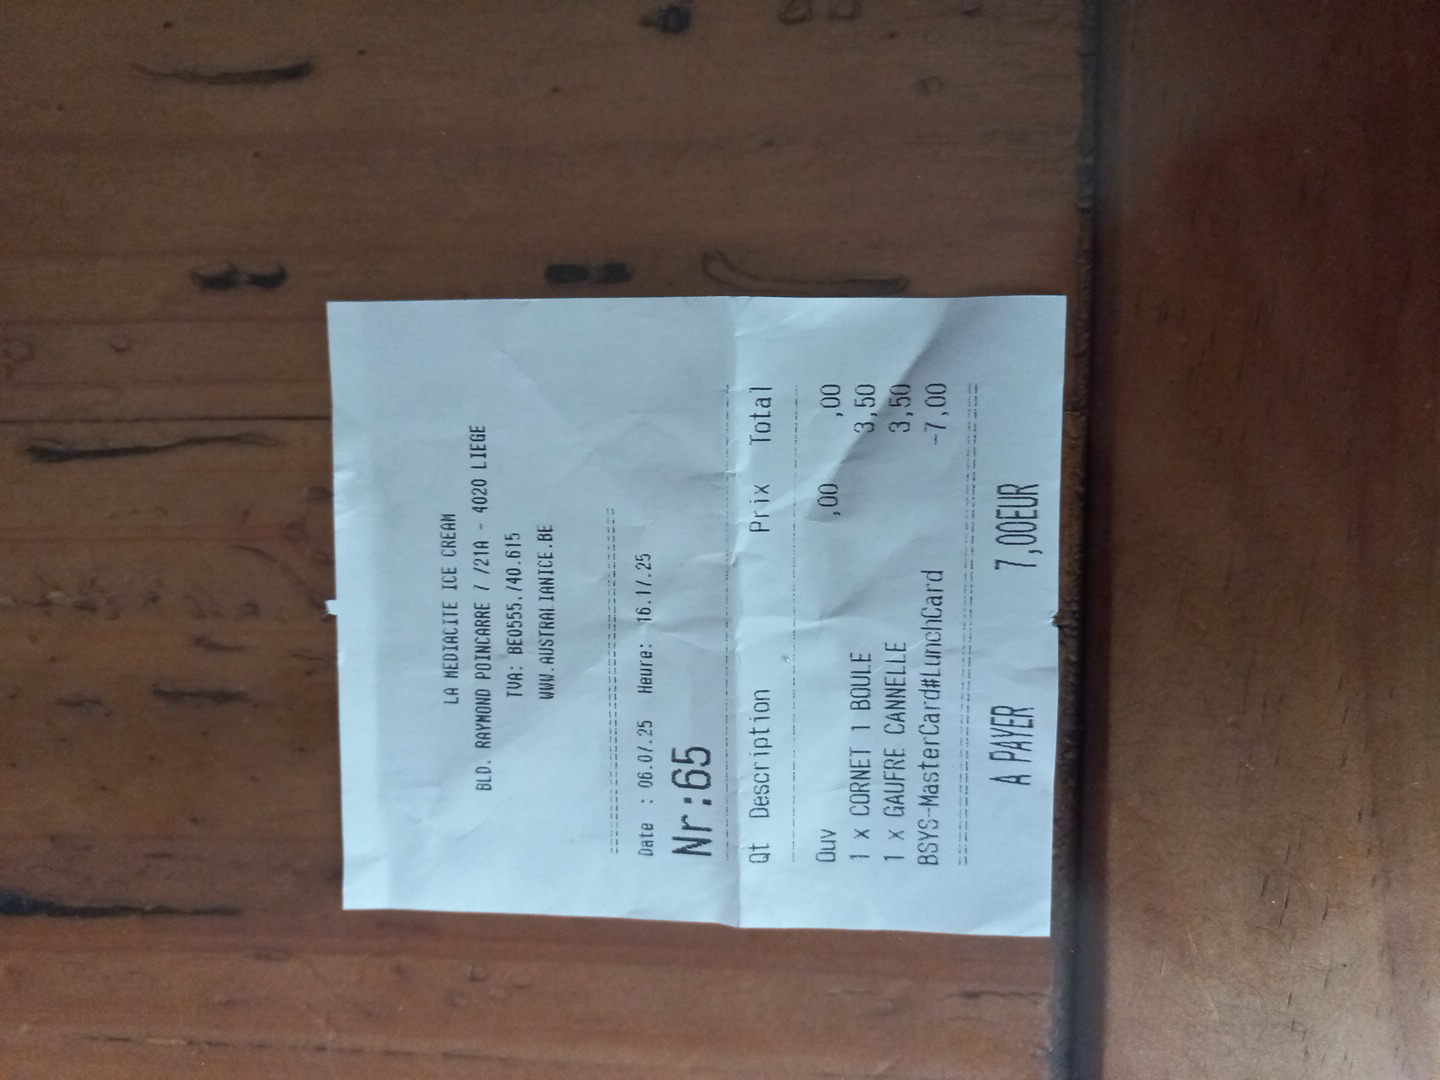 LA MEDIACITE ICE CREAM
BLD. RAYMOND POINCARRE 7 /21A - 4020 LIEGE
TVA: BE0555.740.615
WWW.AUSTRALIANICE.BE
Date : 06.07.25 Heure: 16.17.25
Nr:65
Qt Description Prix Total
Ouv ,00 ,00
1 x CORNET 1 BOULE 3,50
1 x GAUFRE CANNELLE 3,50
BSYS-MasterCard#LunchCard -7,00
A PAYER 7,00EUR